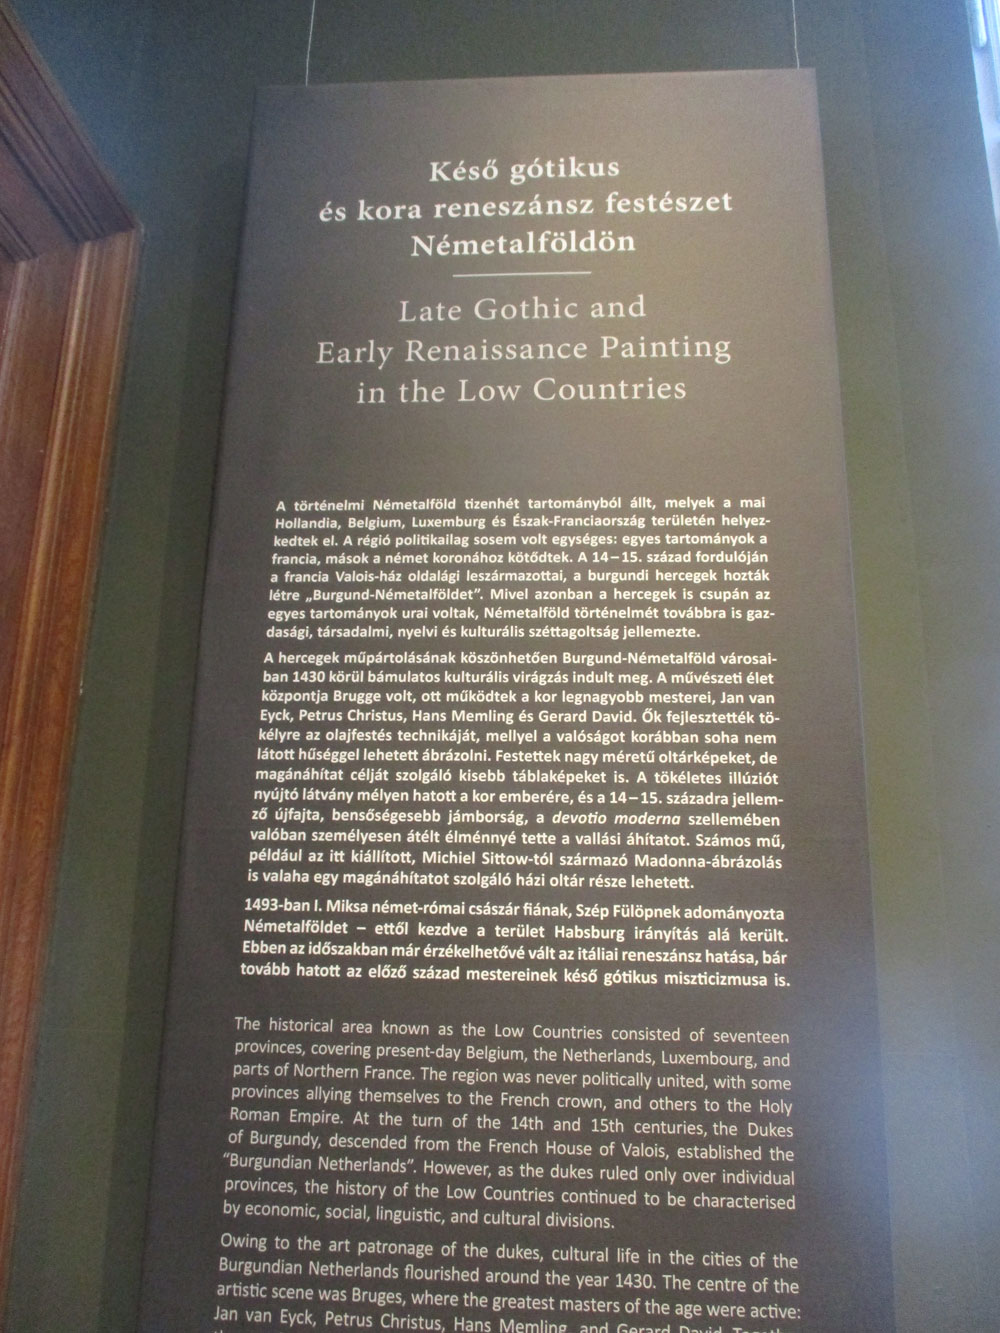 Késő gótikus
és kora reneszánsz festészet
Németalföldön
Late Gothic and
Early Renaissance Painting
in the Low Countries
A történelmi Németalföld tizenhét tartományból állt, melyek a mai
Hollandia, Belgium, Luxemburg és Észak-Franciaország területén helyez-
kedtek el. A régió politikailag sosem volt egységes: egyes tartományok a
francia, mások a német koronához kötődtek. A 14–15. század fordulóján
a francia Valois-ház oldalági leszármazottai, a burgundi hercegek hozták
létre „Burgund-Németalföldet”. Mivel azonban a hercegek is csupán az
egyes tartományok urai voltak, Németalföld történelmét továbbra is gaz-
dasági, társadalmi, nyelvi és kulturális széttagoltság jellemezte.
A hercegek műpártolásának köszönhetően Burgund-Németalföld városai-
ban 1430 körül bámulatos kulturális virágzás indult meg. A művészeti élet
központja Brugge volt, ott működtek a kor legnagyobb mesterei, Jan van
Eyck, Petrus Christus, Hans Memling és Gerard David. Ők fejlesztették tö-
kélyre az olajfestés technikáját, mellyel a valóságot korábban soha nem
látott hűséggel lehetett ábrázolni. Festettek nagy méretű oltárképeket, de
magánáhítat célját szolgáló kisebb táblaképeket is. A tökéletes illúziót
nyújtó látvány mélyen hatott a kor emberére, és a 14–15. századra jellem-
ző újfajta, bensőségesebb jámborság, a devotio moderna szellemében
valóban személyesen átélt élménnyé tette a vallási áhítatot. Számos mű,
például az itt kiállított, Michiel Sittow-tól származó Madonna-ábrázolás
is valaha egy magánáhítatot szolgáló házi oltár része lehetett.
1493-ban I. Miksa német-római császár fiának, Szép Fülöpnek adományozta
Németalföldet – ettől kezdve a terület Habsburg irányítás alá került.
Ebben az időszakban már érzékelhetővé vált az itáliai reneszánsz hatása, bár
tovább hatott az előző század mestereinek késő gótikus miszticizmusa is.
The historical area known as the Low Countries consisted of seventeen
provinces, covering present-day Belgium, the Netherlands, Luxembourg, and
parts of Northern France. The region was never politically united, with some
provinces allying themselves to the French crown, and others to the Holy
Roman Empire. At the turn of the 14th and 15th centuries, the Dukes
of Burgundy, descended from the French House of Valois, established the
“Burgundian Netherlands”. However, as the dukes ruled only over individual
provinces, the history of the Low Countries continued to be characterised
by economic, social, linguistic, and cultural divisions.
Owing to the art patronage of the dukes, cultural life in the cities of the
Burgundian Netherlands flourished around the year 1430. The centre of the
artistic scene was Bruges, where the greatest masters of the age were active:
Jan van Eyck, Petrus Christus, Hans Memling, and Gerard David. Together